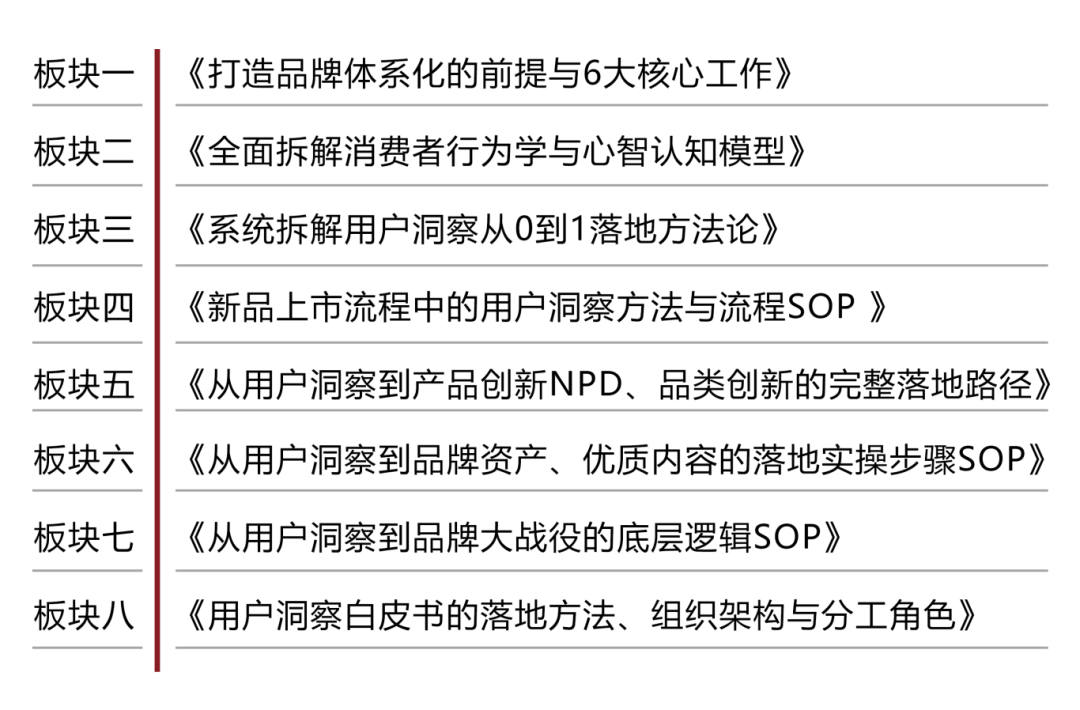 板块一 《打造品牌体系化的前提与6大核心工作》
板块二 《全面拆解消费者行为学与心智认知模型》
板块三 《系统拆解用户洞察从0到1落地方法论》
板块四 《新品上市流程中的用户洞察方法与流程SOP 》
板块五 《从用户洞察到产品创新NPD、品类创新的完整落地路径》
板块六 《从用户洞察到品牌资产、优质内容的落地实操步骤SOP》
板块七 《从用户洞察到品牌大战役的底层逻辑SOP》
板块八 《用户洞察白皮书的落地方法、组织架构与分工角色》